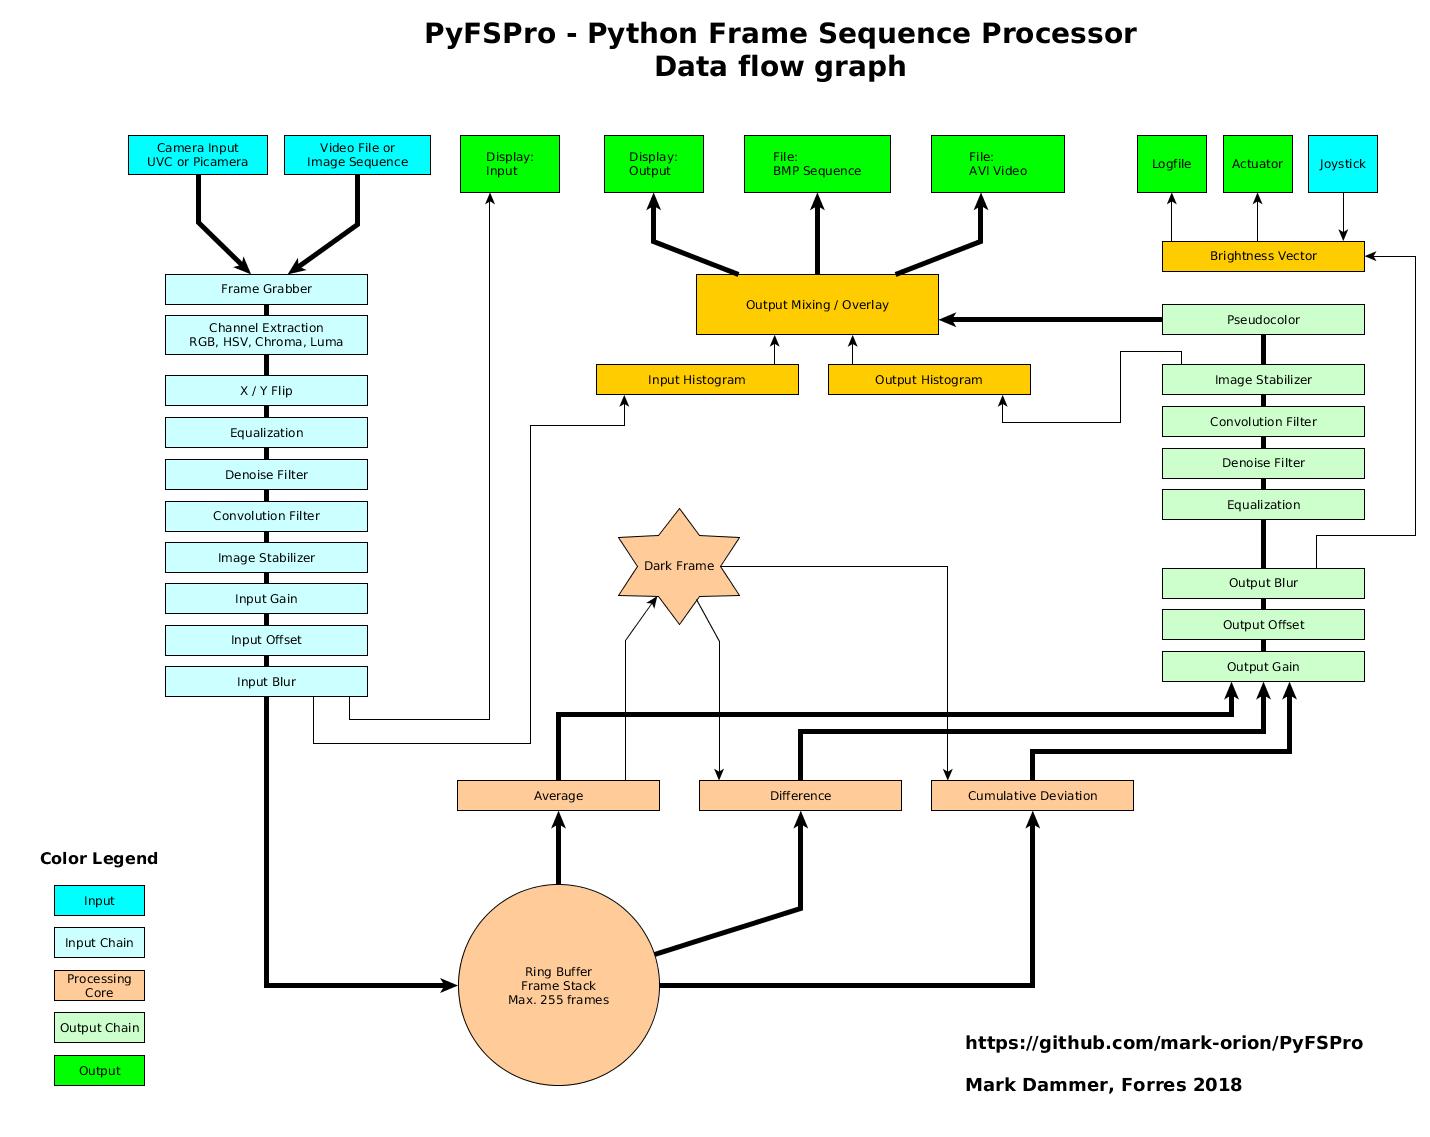 PyFSPro - Python Frame Sequence Processor
Data flow graph
Camera Input
UVC or Picamera
Video File or
Image Sequence
Display:
input
Display:
Output
File:
BMP Sequence
File:
AVI Video
Logfile
Actuator
Joystick
Brightness Vector
Frame Grabber
Channel Extraction
RGB, HSV, Chroma, Luma
X / Y Flip
Equalization
Denoise Filter
Convolution Filter
Image Stabilizer
Input Gain
Input Offset
Input Blur
Output Mixing / Overlay
Input Histogram
Output Histogram
Pseudocolor
Image Stabilizer
Convolution Filter
Denoise Filter
Equalization
Output Blur
Output Offset
Output Gain
Dark Frame
Average
Difference
Cumulative Deviation
Ring Buffer
Frame Stack
Max. 255 frames
Color Legend
Input
Input Chain
Processing
Core
Output Chain
Output
https://github.com/mark-orion/PyFSPro
Mark Dammer, Forres 2018